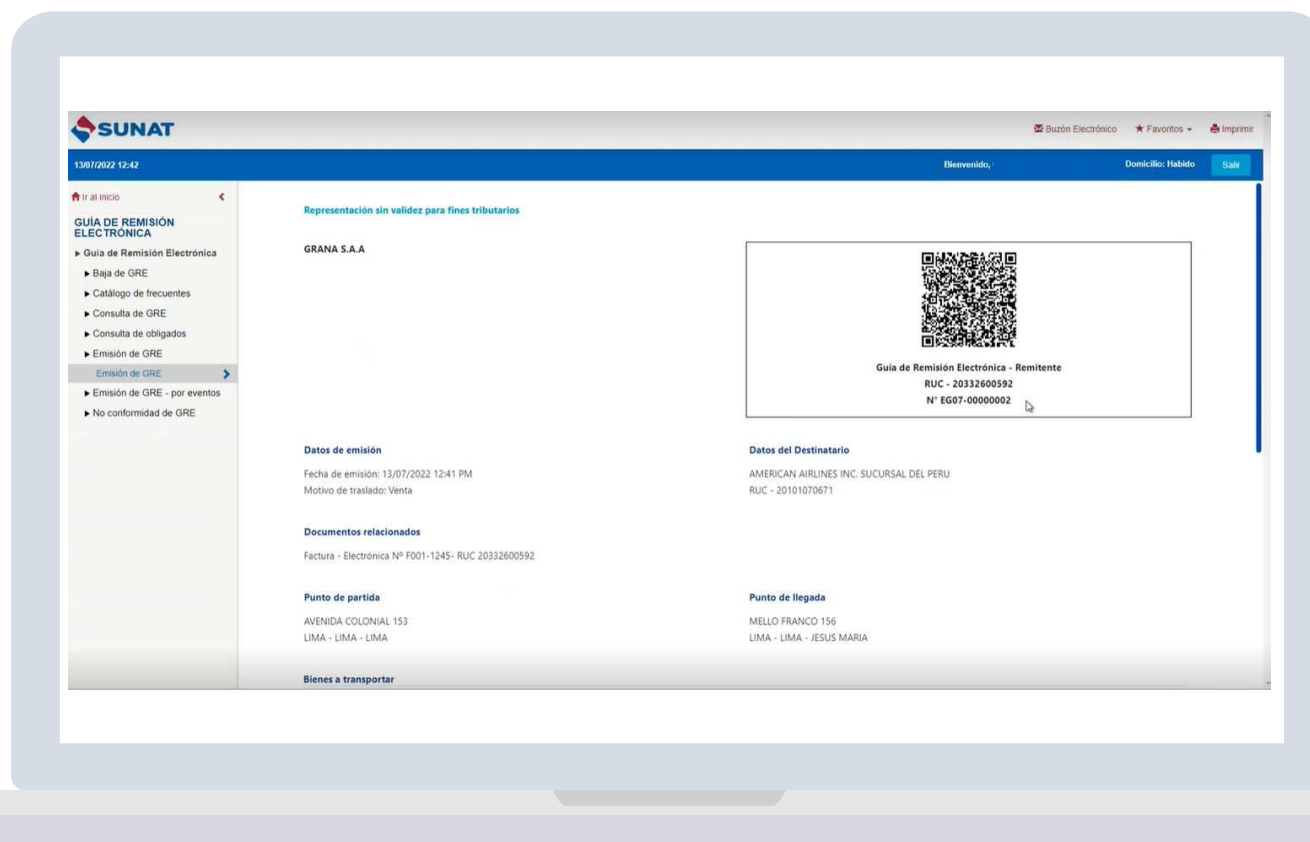 SUNAT
Buzón Electrónico
Favoritos
Imprimir
13/07/2022 12:42
Bienvenido,
Domicilio: Habido
Salir
Ir al inicio
GUÍA DE REMISIÓN
ELECTRÓNICA
Guía de Remisión Electrónica
Baja de GRE
Catálogo de frecuentes
Consulta de GRE
Consulta de obligados
Emisión de GRE
Emisión de GRE
Emisión de GRE - por eventos
No conformidad de GRE
Representación sin validez para fines tributarios
GRANA S.A.A
Guía de Remisión Electrónica - Remitente
RUC - 20332600592
N° EG07-00000002
Datos de emisión
Fecha de emisión: 13/07/2022 12:41 PM
Motivo de traslado: Venta
Datos del Destinatario
AMERICAN AIRLINES INC. SUCURSAL DEL PERU
RUC - 20101070671
Documentos relacionados
Factura - Electrónica Nº F001-1245- RUC 20332600592
Punto de partida
AVENIDA COLONIAL 153
LIMA - LIMA - LIMA
Punto de llegada
MELLO FRANCO 156
LIMA - LIMA - JESUS MARIA
Bienes a transportar